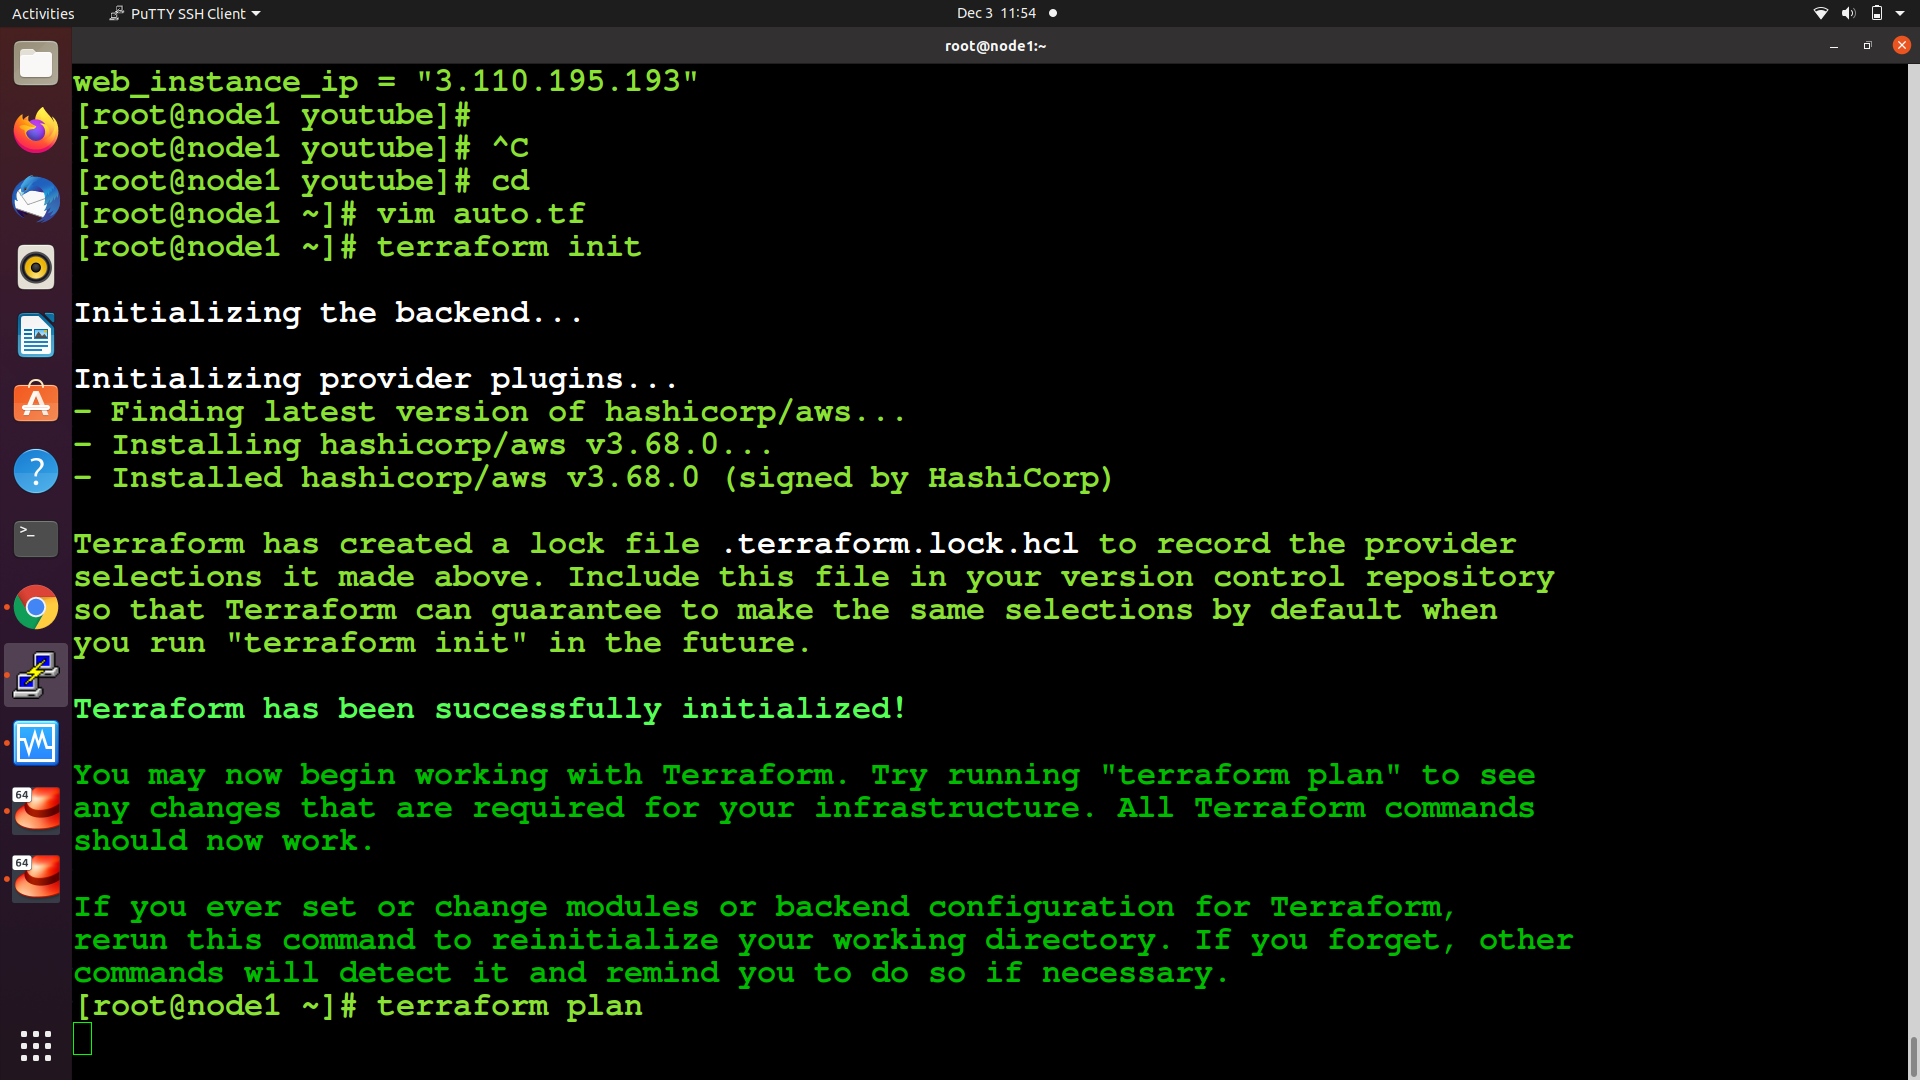 Activities
PuTTY SSH Client
Dec 3 11:54
root@node1:~
web_instance_ip = "3.110.195.193"
[root@node1 youtube]#
[root@node1 youtube]# ^C
[root@node1 youtube]# cd
[root@node1 ~]# vim auto.tf
[root@node1 ~]# terraform init
Initializing the backend...
Initializing provider plugins...
- Finding latest version of hashicorp/aws...
- Installing hashicorp/aws v3.68.0...
- Installed hashicorp/aws v3.68.0 (signed by HashiCorp)
Terraform has created a lock file .terraform.lock.hcl to record the provider
selections it made above. Include this file in your version control repository
so that Terraform can guarantee to make the same selections by default when
you run "terraform init" in the future.
Terraform has been successfully initialized!
You may now begin working with Terraform. Try running "terraform plan" to see
any changes that are required for your infrastructure. All Terraform commands
should now work.
If you ever set or change modules or backend configuration for Terraform,
rerun this command to reinitialize your working directory. If you forget, other
commands will detect it and remind you to do so if necessary.
[root@node1 ~]# terraform plan
64
64